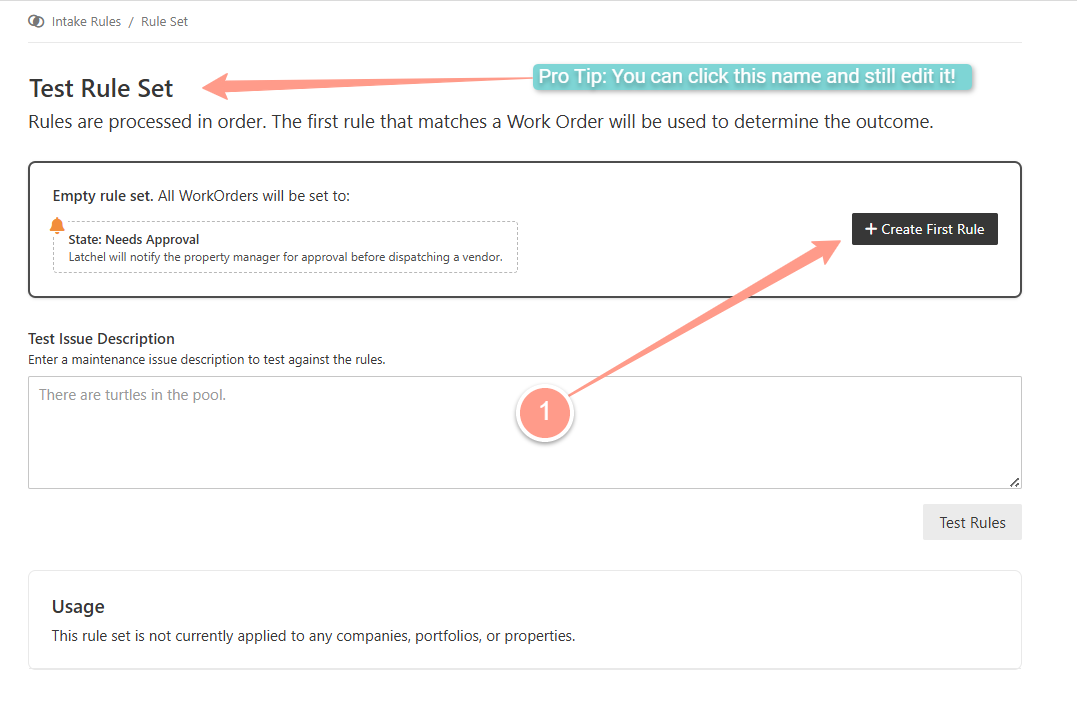 Intake Rules / Rule Set
Test Rule Set
Pro Tip: You can click this name and still edit it!
Rules are processed in order. The first rule that matches a Work Order will be used to determine the outcome.
Empty rule set. All WorkOrders will be set to:
State: Needs Approval
Latchel will notify the property manager for approval before dispatching a vendor.
+ Create First Rule
Test Issue Description
Enter a maintenance issue description to test against the rules.
There are turtles in the pool.
1
Test Rules
Usage
This rule set is not currently applied to any companies, portfolios, or properties.